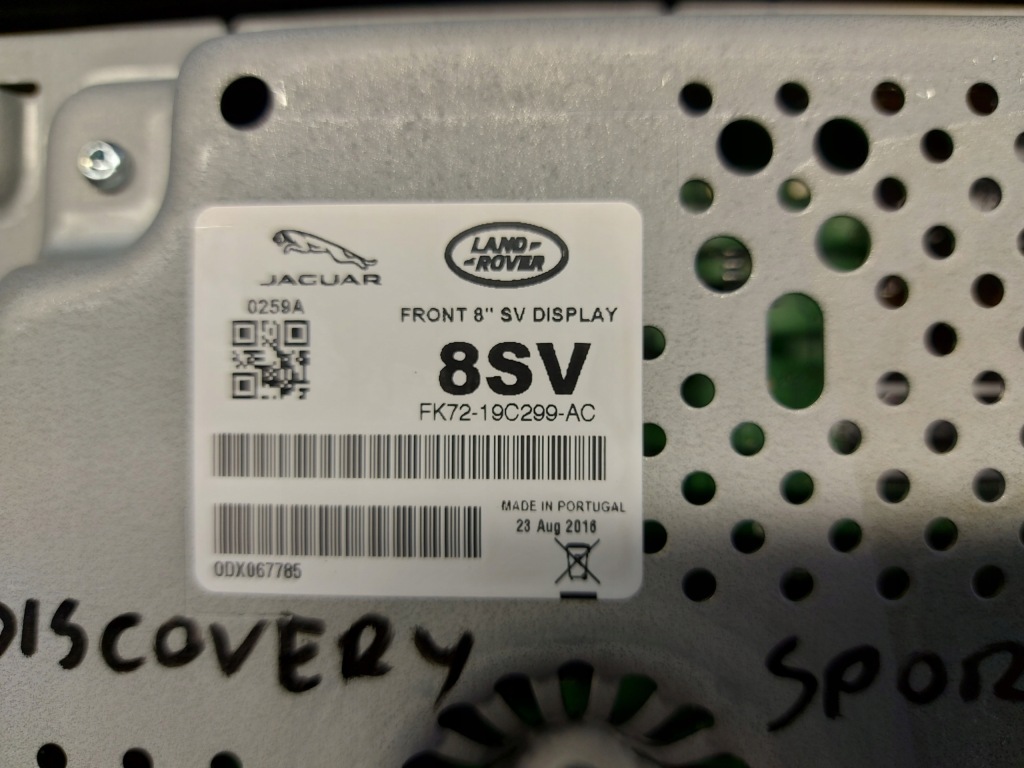 JAGUAR
LAND-
-ROVER
0259A
FRONT 8" SV DISPLAY
8SV
FK72-19C299-AC
MADE IN PORTUGAL
23 Aug 2016
0DX067785
DISCOVERY SPOR